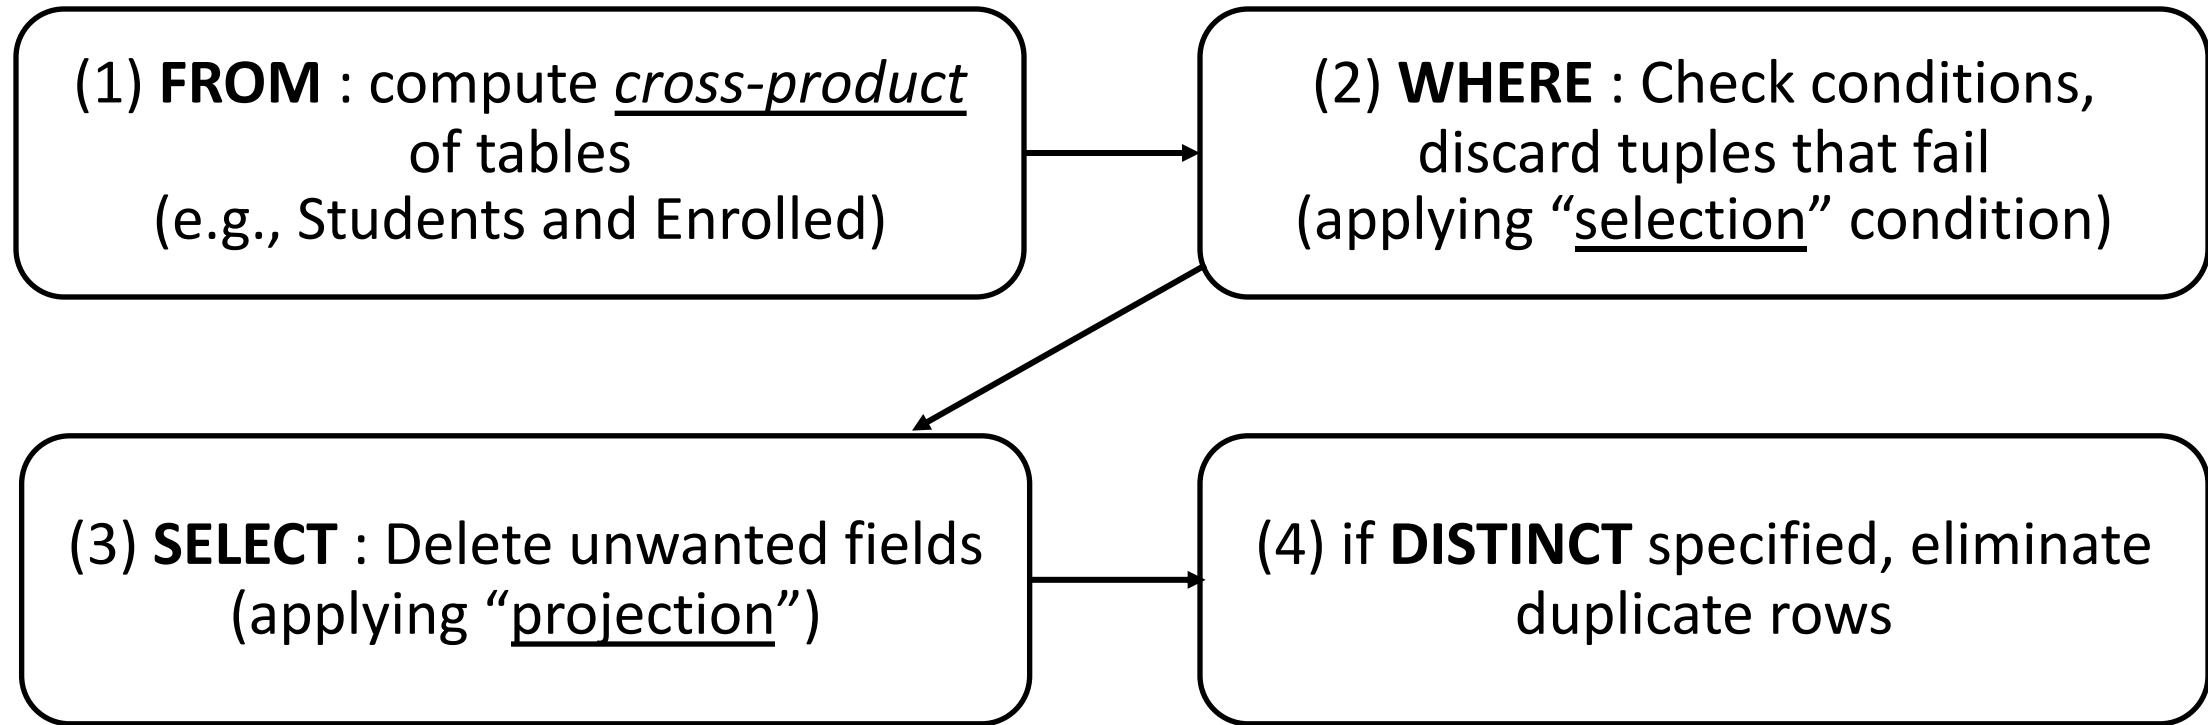 (1) FROM : compute cross-product
of tables
(e.g., Students and Enrolled)
(2) WHERE : Check conditions,
discard tuples that fail
(applying “selection” condition)
(3) SELECT : Delete unwanted fields
(applying “projection”)
(4) if DISTINCT specified, eliminate
duplicate rows